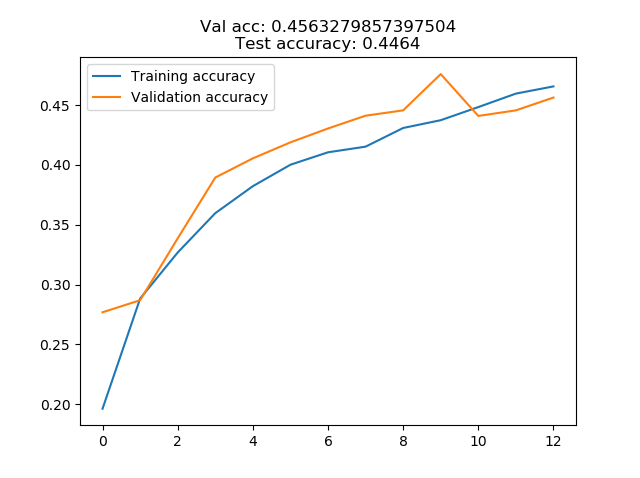 Val acc: 0.4563279857397504
Test accuracy: 0.4464
Training accuracy
Validation accuracy
0.45
0.40
0.35
0.30
0.25
0.20
0 2 4 6 8 10 12